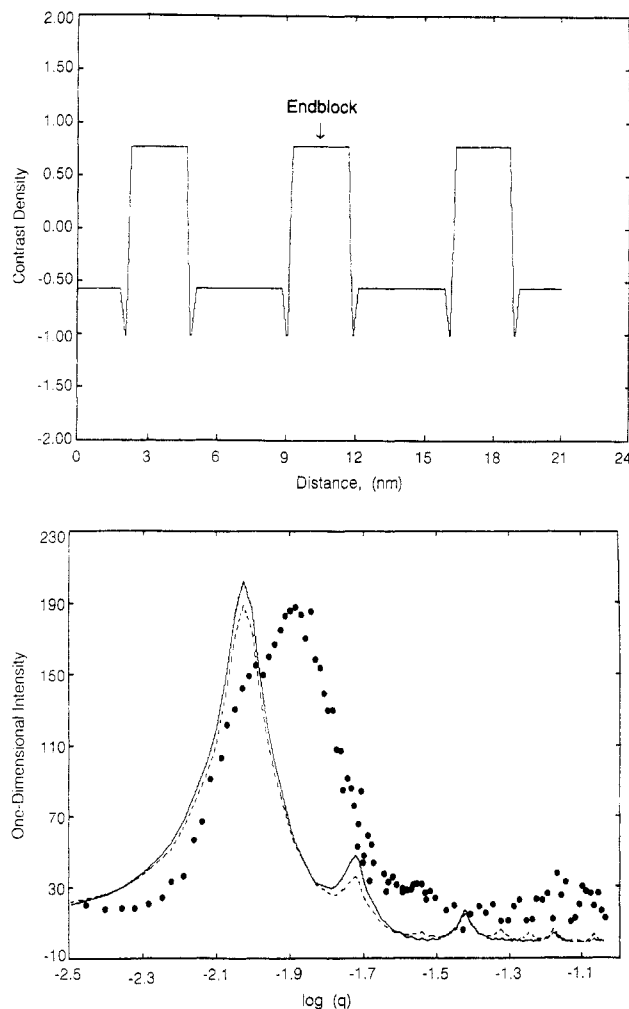 2.00
1.50
1.00
0.50
0.00
-0.50
-1.00
-1.50
-2.00
Contrast Density
Endblock
0 3 6 9 12 15 18 21 24
Distance, (nm)
230
190
150
110
70
30
-10
One-Dimensional Intensity
-2.5 -2.3 -2.1 -1.9 -1.7 -1.5 -1.3 -1.1
log (q)